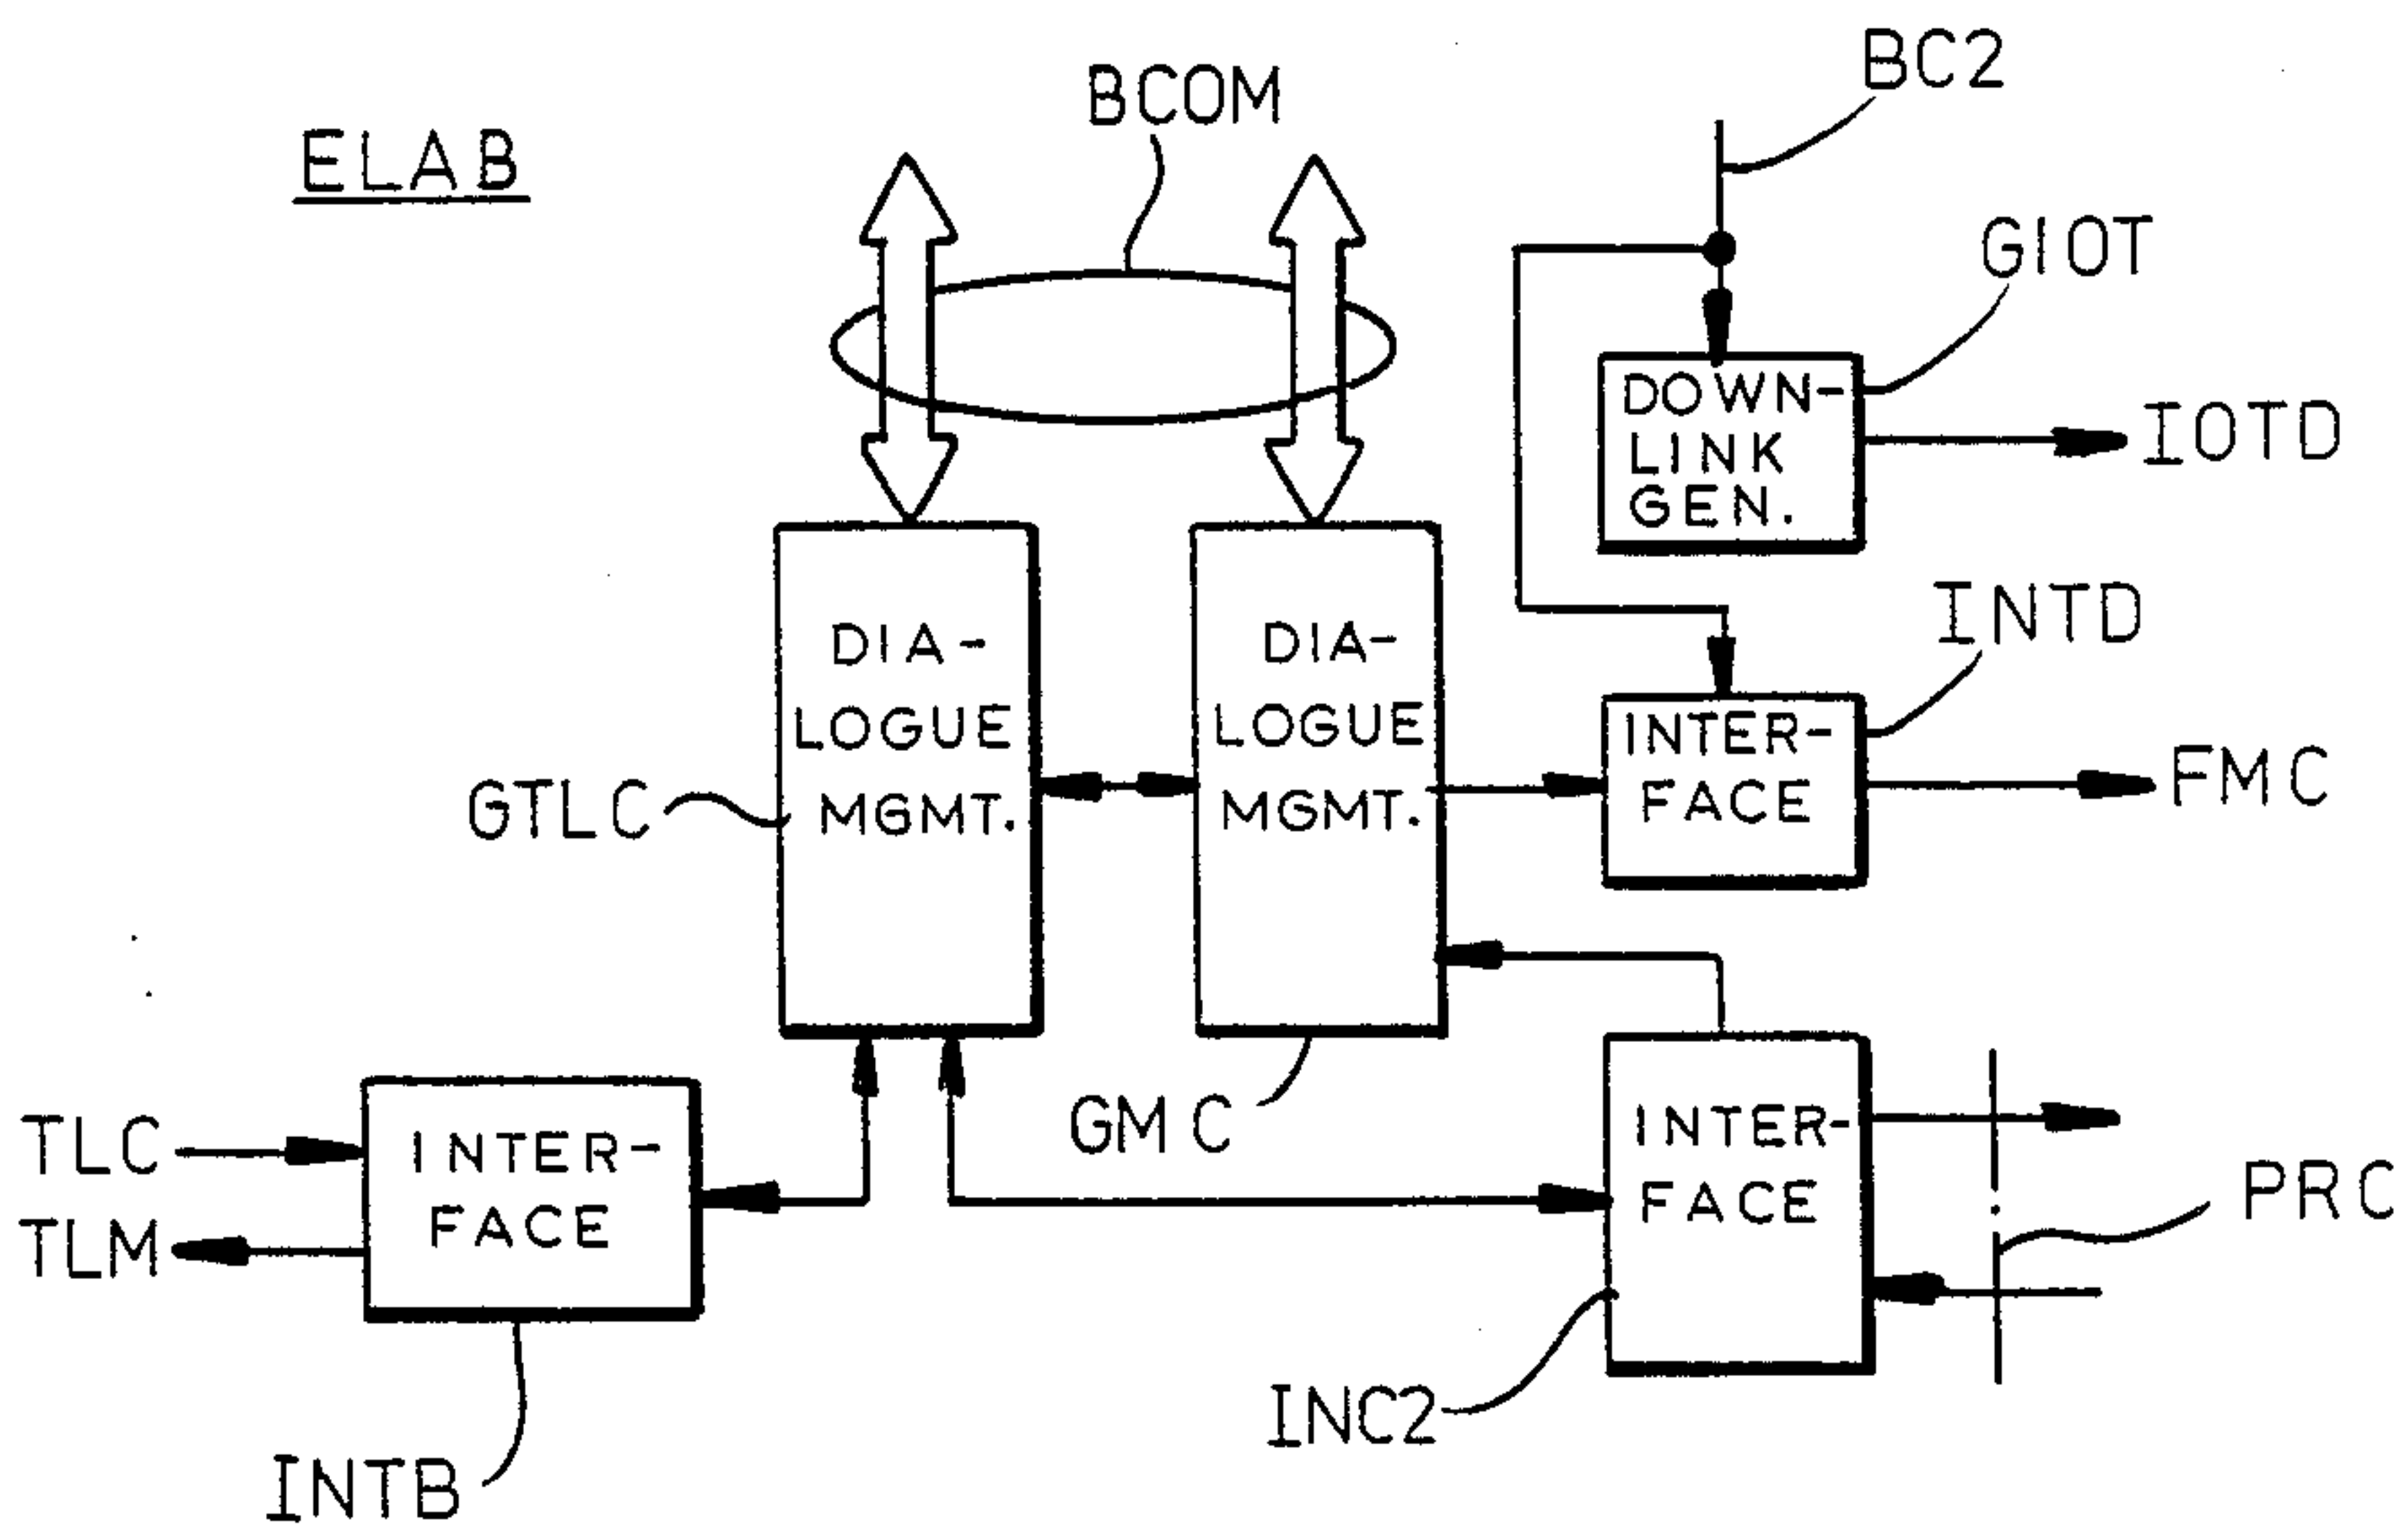 BCOM
BC2
ELAB
GIOT
DOWN-
LINK
GEN.
IOTD
INTD
DIA-
LOGUE
MGMT.
DIA-
LOGUE
MGMT.
INTER-
FACE
GTLC
FMC
GMC
TLC
TLM
INTER-
FACE
INTER-
FACE
PRC
INC2
INTB